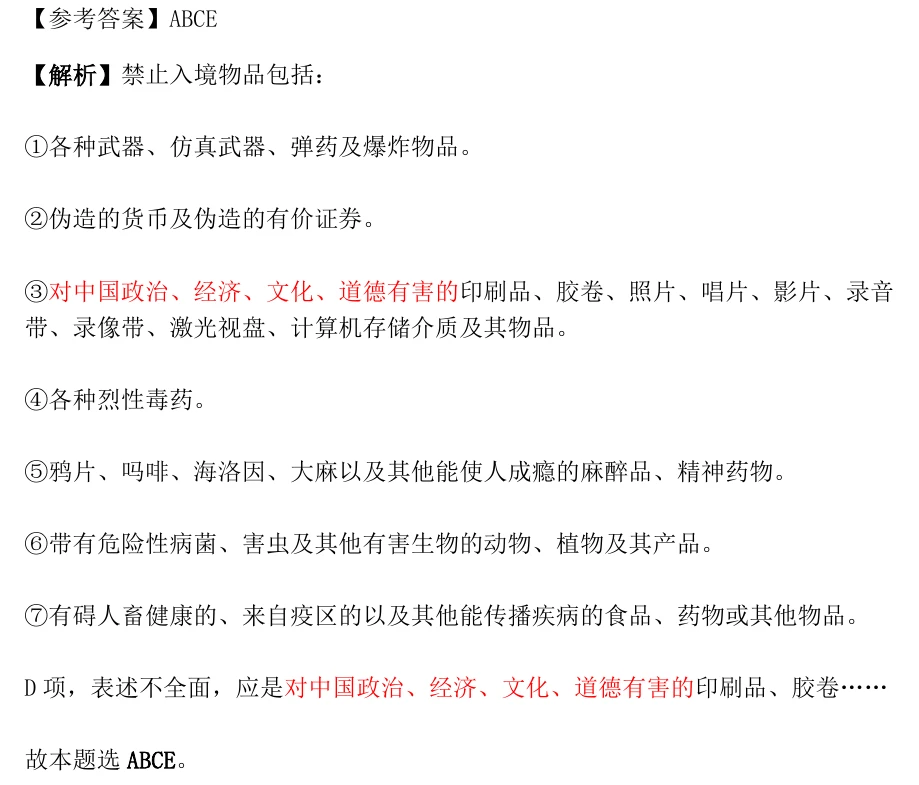 【参考答案】ABCE
【解析】禁止入境物品包括：
①各种武器、仿真武器、弹药及爆炸物品。
②伪造的货币及伪造的有价证券。
③对中国政治、经济、文化、道德有害的印刷品、胶卷、照片、唱片、影片、录音
带、录像带、激光视盘、计算机存储介质及其物品。
④各种烈性毒药。
⑤鸦片、吗啡、海洛因、大麻以及其他能使人成瘾的麻醉品、精神药物。
⑥带有危险性病菌、害虫及其他有害生物的动物、植物及其产品。
⑦有碍人畜健康的、来自疫区的以及其他能传播疾病的食品、药物或其他物品。
D 项，表述不全面，应是对中国政治、经济、文化、道德有害的印刷品、胶卷……
故本题选 ABCE。